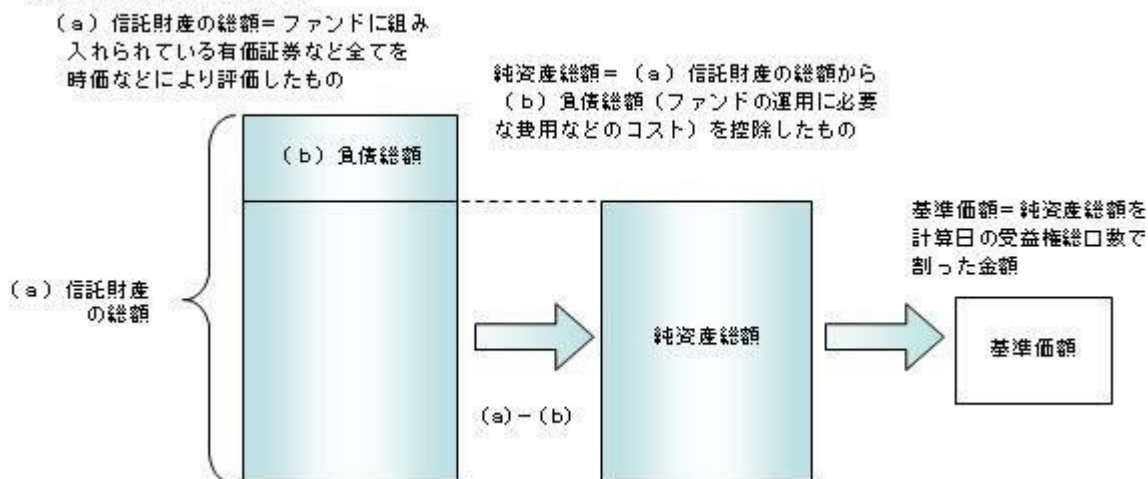 （a）信託財産の総額＝ファンドに組み
入れられている有価証券など全てを
時価などにより評価したもの
純資産総額＝（a）信託財産の総額から
（b）負債総額（ファンドの運用に必要
な費用などのコスト）を控除したもの
（b）負債総額
基準価額＝純資産総額を
計算日の受益権総口数で
割った金額
（a）信託財産
の総額
純資産総額
基準価額
（a）－（b）